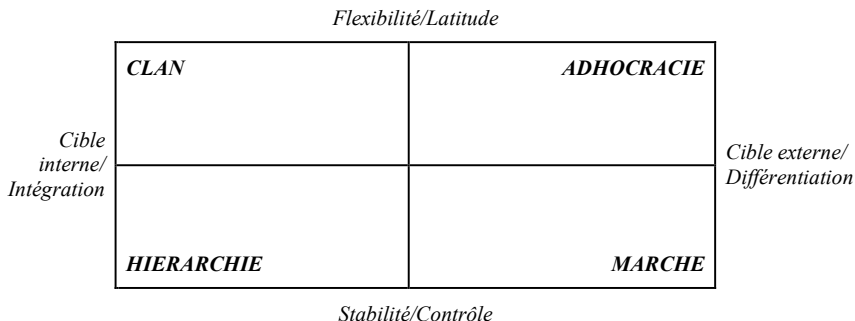 Flexibilité/Latitude
CLAN
ADHOCRACIE
Cible
interne/
Intégration
Cible externe/
Différentiation
HIERARCHIE
MARCHE
Stabilité/Contrôle